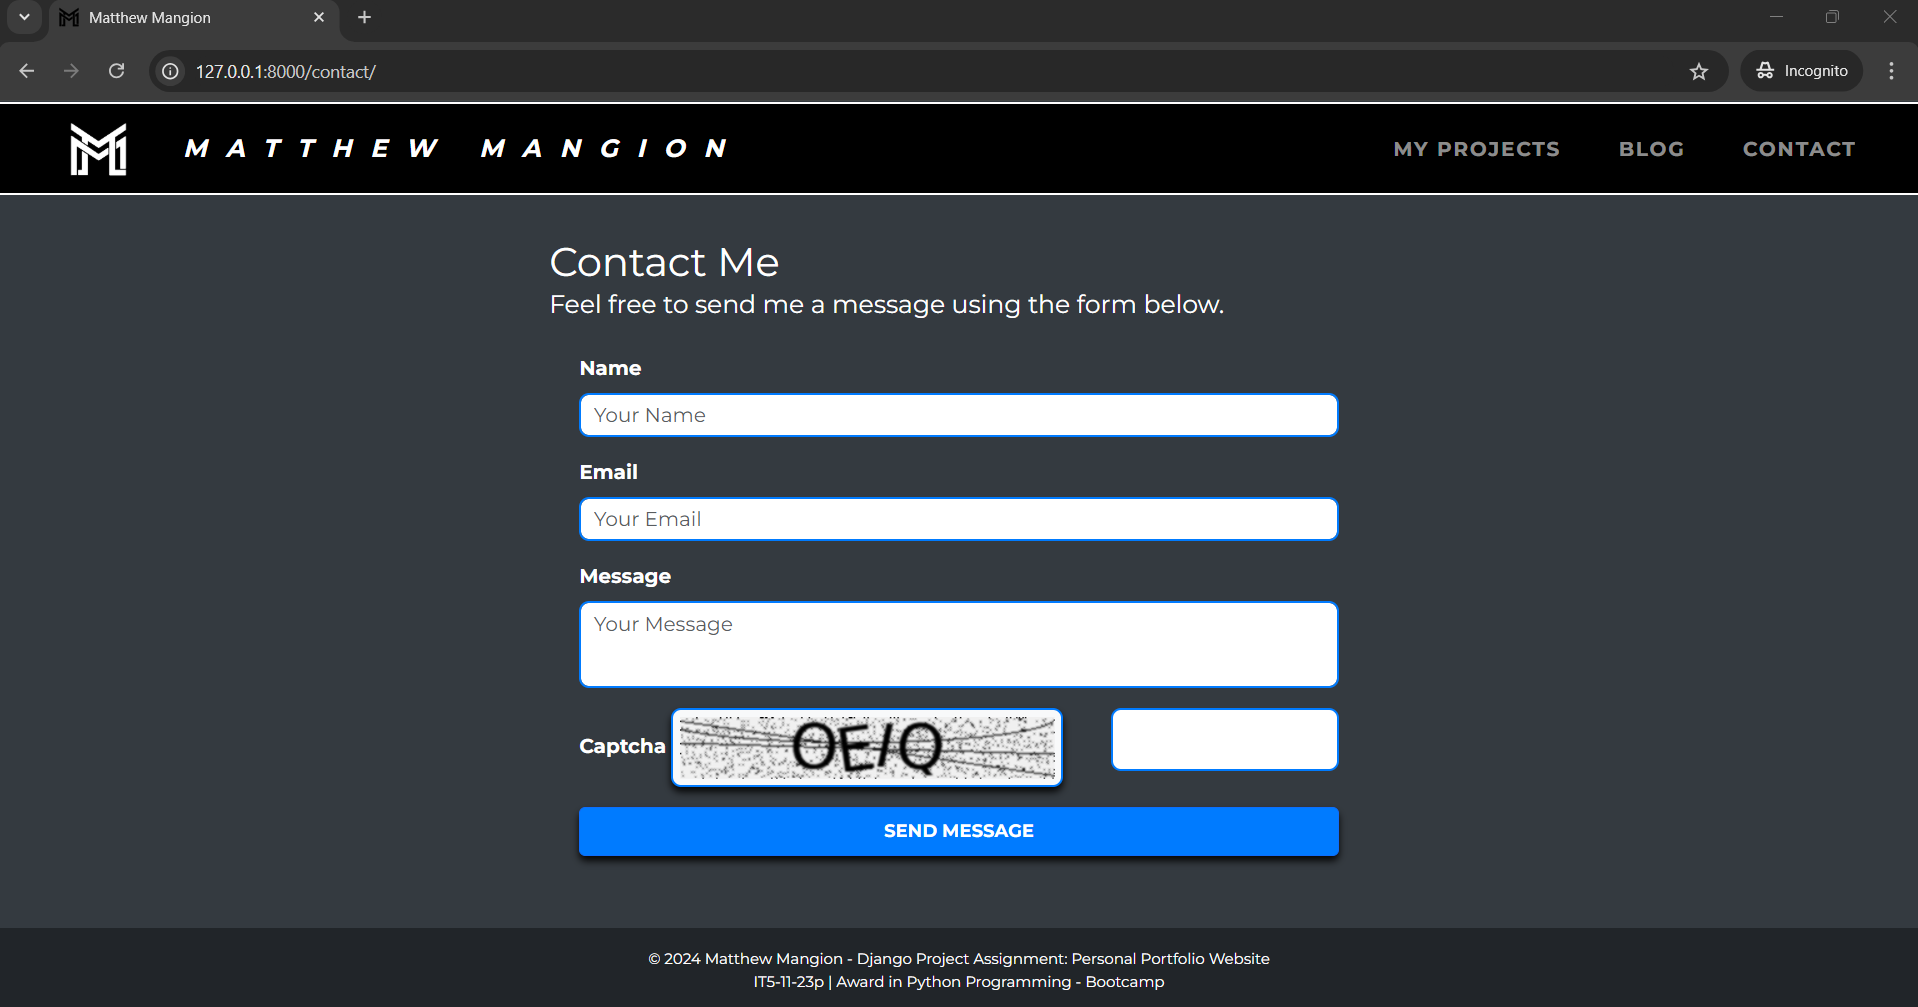 Matthew Mangion
127.0.0.1:8000/contact/
Incognito
MATTHEW MANGION
MY PROJECTS
BLOG
CONTACT
Contact Me
Feel free to send me a message using the form below.
Name
Your Name
Email
Your Email
Message
Your Message
Captcha
SEND MESSAGE
© 2024 Matthew Mangion - Django Project Assignment: Personal Portfolio Website
IT5-11-23p | Award in Python Programming - Bootcamp